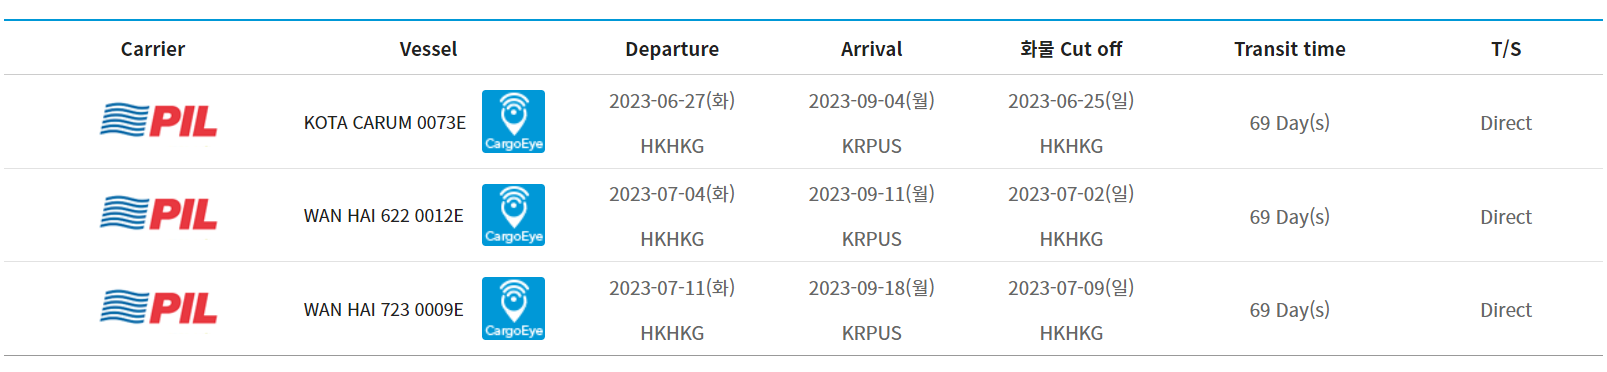 Carrier Vessel Departure Arrival 화물 Cut off Transit time T/S
PIL KOTA CARUM 0073E CargoEye 2023-06-27(화) 2023-09-04(월) 2023-06-25(일) 69 Day(s) Direct
HKHKG KRPUS HKHKG
PIL WAN HAI 622 0012E CargoEye 2023-07-04(화) 2023-09-11(월) 2023-07-02(일) 69 Day(s) Direct
HKHKG KRPUS HKHKG
PIL WAN HAI 723 0009E CargoEye 2023-07-11(화) 2023-09-18(월) 2023-07-09(일) 69 Day(s) Direct
HKHKG KRPUS HKHKG